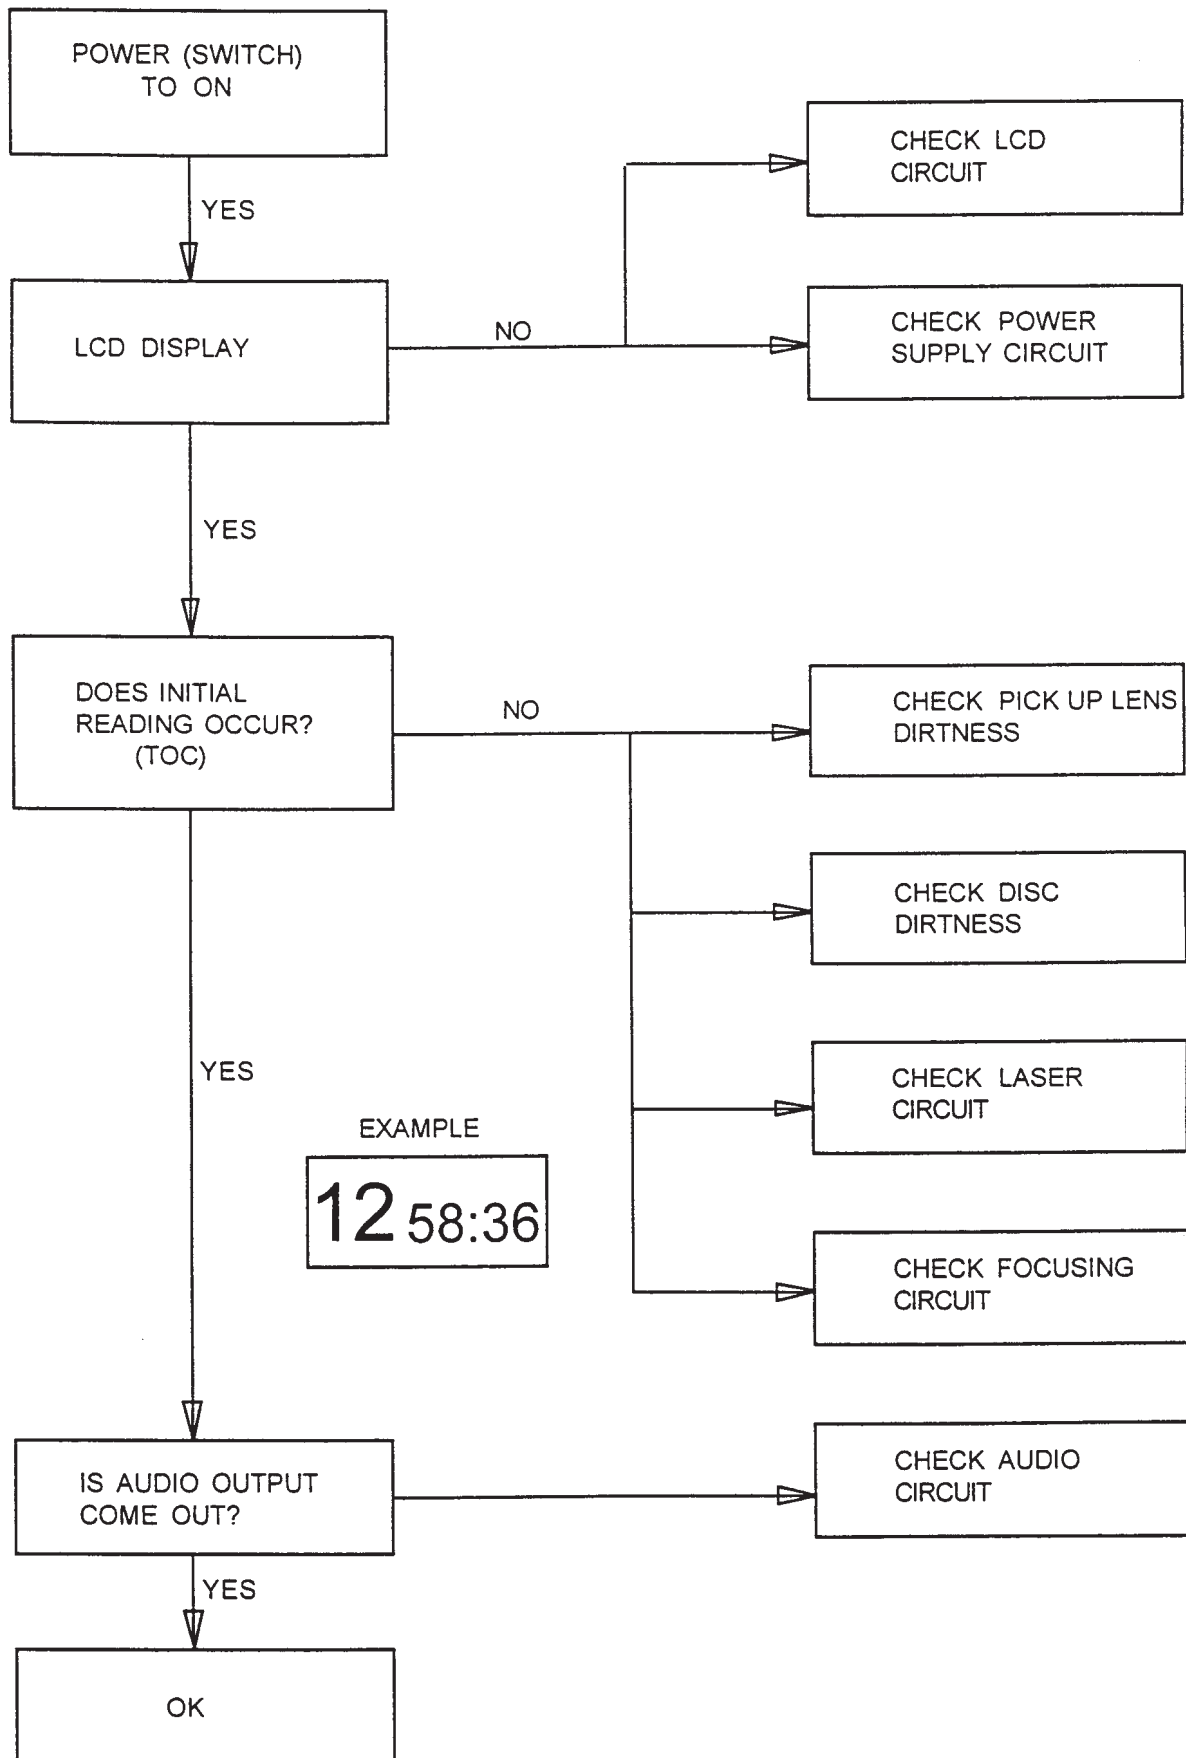 POWER (SWITCH)
TO ON
YES
CHECK LCD
CIRCUIT
LCD DISPLAY
NO
CHECK POWER
SUPPLY CIRCUIT
YES
DOES INITIAL
READING OCCUR?
(TOC)
NO
CHECK PICK UP LENS
DIRTNESS
CHECK DISC
DIRTNESS
YES
CHECK LASER
CIRCUIT
EXAMPLE
12 58:36
CHECK FOCUSING
CIRCUIT
IS AUDIO OUTPUT
COME OUT?
CHECK AUDIO
CIRCUIT
YES
OK